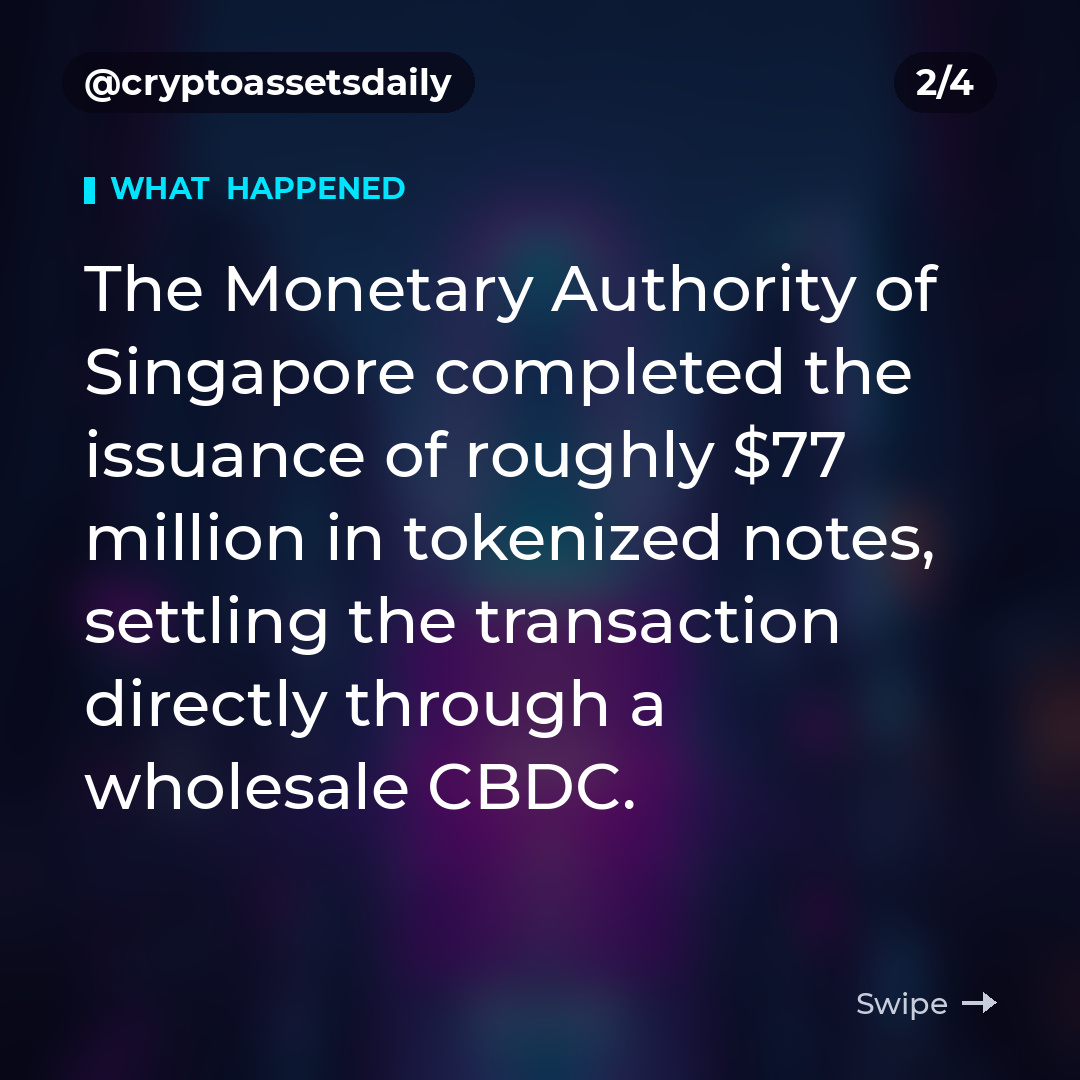 @cryptoassetsdaily
2/4
WHAT HAPPENED
The Monetary Authority of
Singapore completed the
issuance of roughly $77
million in tokenized notes,
settling the transaction
directly through a
wholesale CBDC.
Swipe →